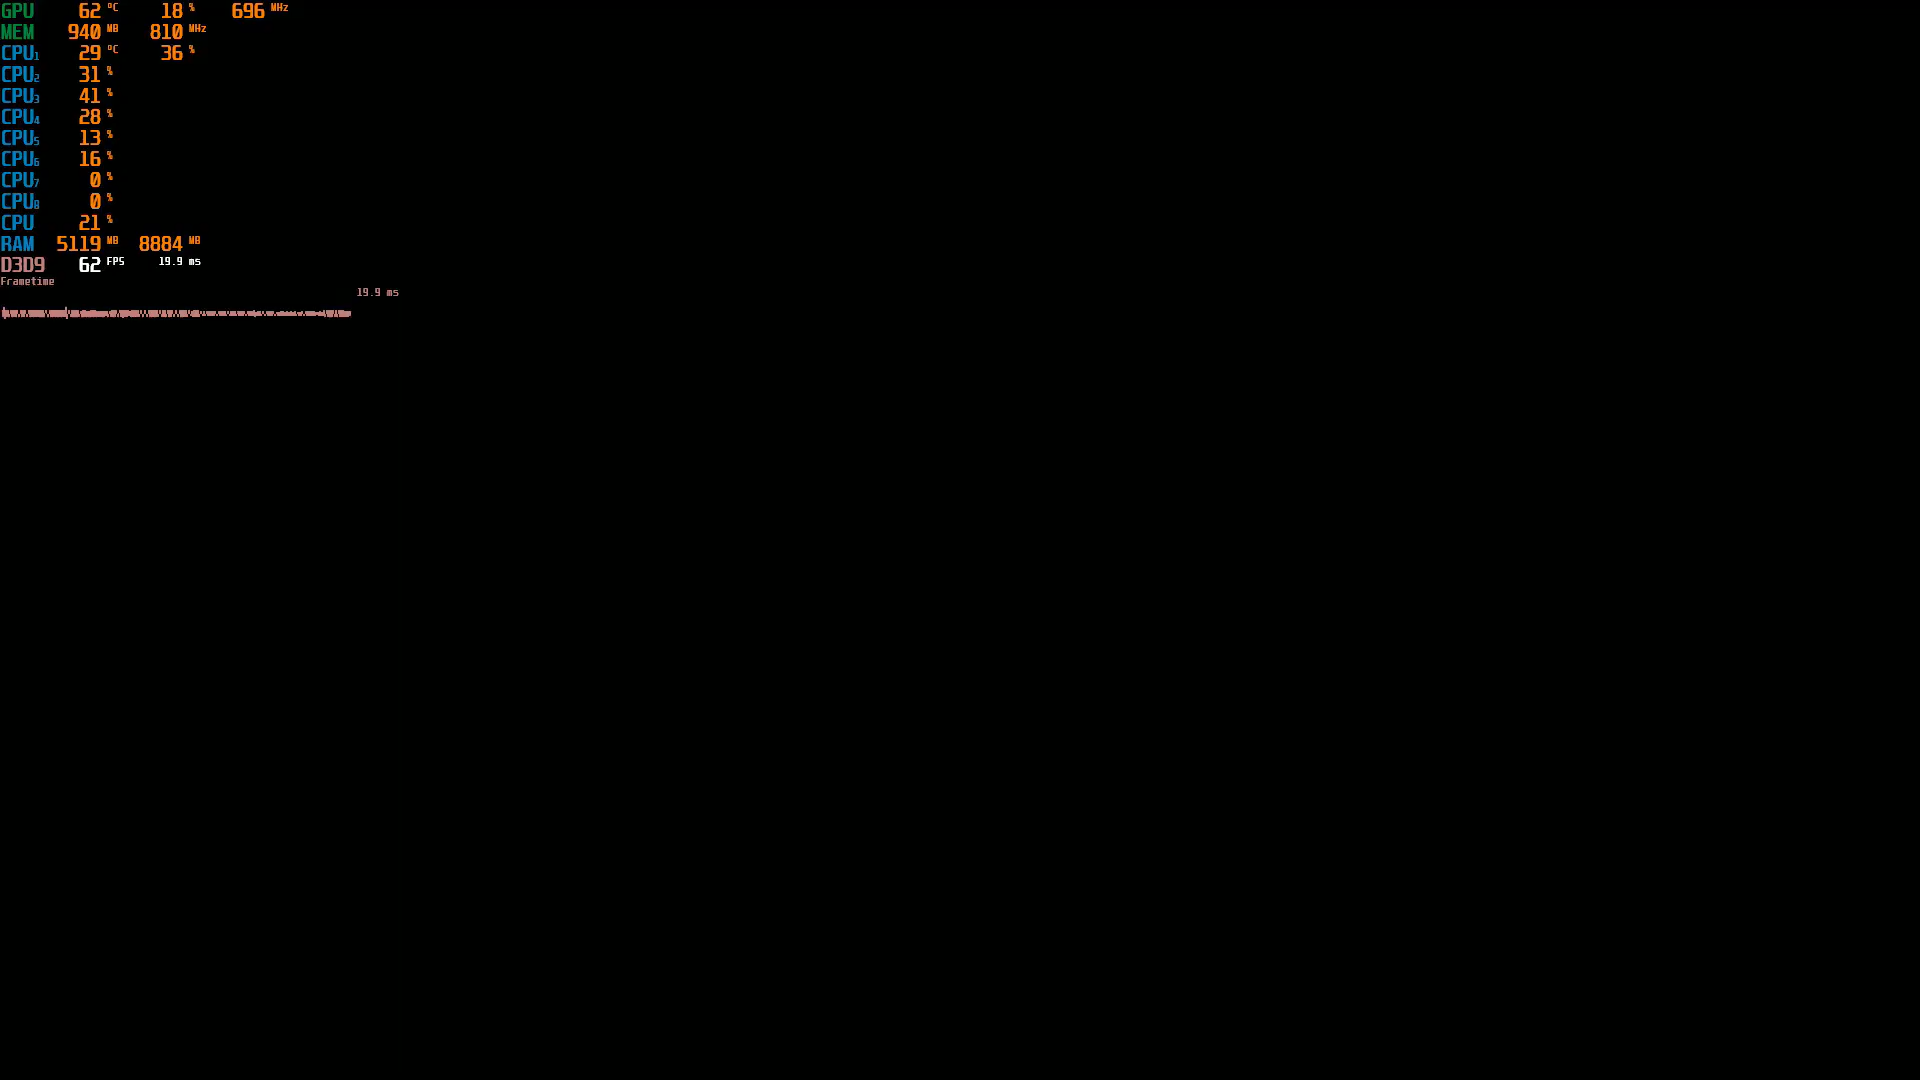 GPU 62 °C 18 % 696 MHz
MEM 940 MB 810 MHz
CPU1 29 °C 36 %
CPU2 31 %
CPU3 41 %
CPU4 28 %
CPU5 13 %
CPU6 16 %
CPU7 0 %
CPU8 0 %
CPU 21 %
RAM 5119 MB 8884 MB
D3D9 62 FPS 19.9 ms
Frametime
19.9 ms